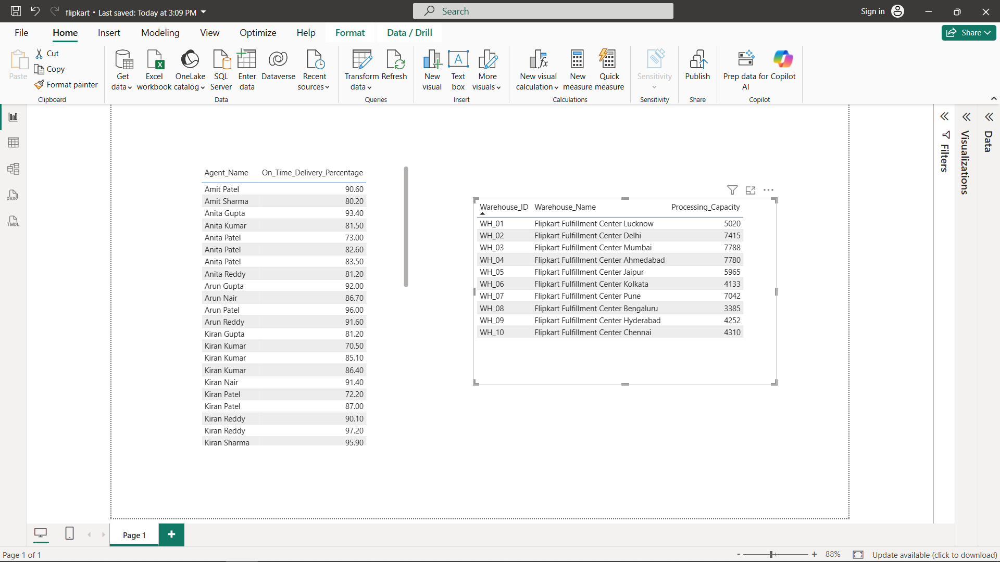 flipkart • Last saved: Today at 3:09 PM
Search
Sign in
File Home Insert Modeling View Optimize Help Format Data / Drill
Share
Paste
Cut
Copy
Format painter
Clipboard
Get data
Excel workbook
OneLake catalog
SQL Server
Enter data
Dataverse
Recent sources
Data
Transform data
Refresh
Queries
New visual
Text box
More visuals
Insert
New visual calculation
New measure
Quick measure
Calculations
Sensitivity
Sensitivity
Publish
Share
Prep data for AI
Copilot
Copilot
DAX
TMDL
Filters
Visualizations
Data
Agent_Name On_Time_Delivery_Percentage
Amit Patel 90.60
Amit Sharma 80.20
Anita Gupta 93.40
Anita Kumar 81.50
Anita Patel 73.00
Anita Patel 82.60
Anita Patel 83.50
Anita Reddy 81.20
Arun Gupta 92.00
Arun Nair 86.70
Arun Patel 96.00
Arun Reddy 91.60
Kiran Gupta 81.20
Kiran Kumar 70.50
Kiran Kumar 85.10
Kiran Kumar 86.40
Kiran Nair 91.40
Kiran Patel 72.20
Kiran Patel 87.00
Kiran Reddy 90.10
Kiran Reddy 97.20
Kiran Sharma 95.90
Warehouse_ID Warehouse_Name Processing_Capacity
WH_01 Flipkart Fulfillment Center Lucknow 5020
WH_02 Flipkart Fulfillment Center Delhi 7415
WH_03 Flipkart Fulfillment Center Mumbai 7788
WH_04 Flipkart Fulfillment Center Ahmedabad 7780
WH_05 Flipkart Fulfillment Center Jaipur 5965
WH_06 Flipkart Fulfillment Center Kolkata 4133
WH_07 Flipkart Fulfillment Center Pune 7042
WH_08 Flipkart Fulfillment Center Bengaluru 3385
WH_09 Flipkart Fulfillment Center Hyderabad 4252
WH_10 Flipkart Fulfillment Center Chennai 4310
Page 1
Page 1 of 1
- + 88%
Update available (click to download)